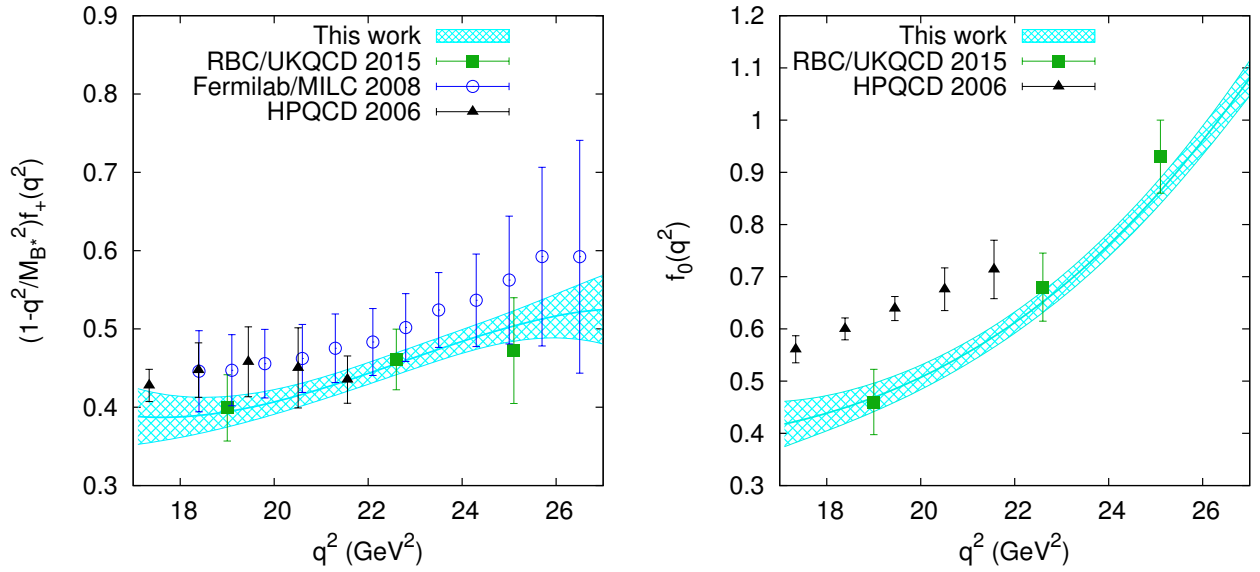 0.9
0.8
0.7
0.6
0.5
0.4
0.3
18 20 22 24 26
q² (GeV²)
(1-q²/M_B*²)f₊(q²)
This work
RBC/UKQCD 2015
Fermilab/MILC 2008
HPQCD 2006
1.2
1.1
1
0.9
0.8
0.7
0.6
0.5
0.4
0.3
18 20 22 24 26
q² (GeV²)
f₀(q²)
This work
RBC/UKQCD 2015
HPQCD 2006